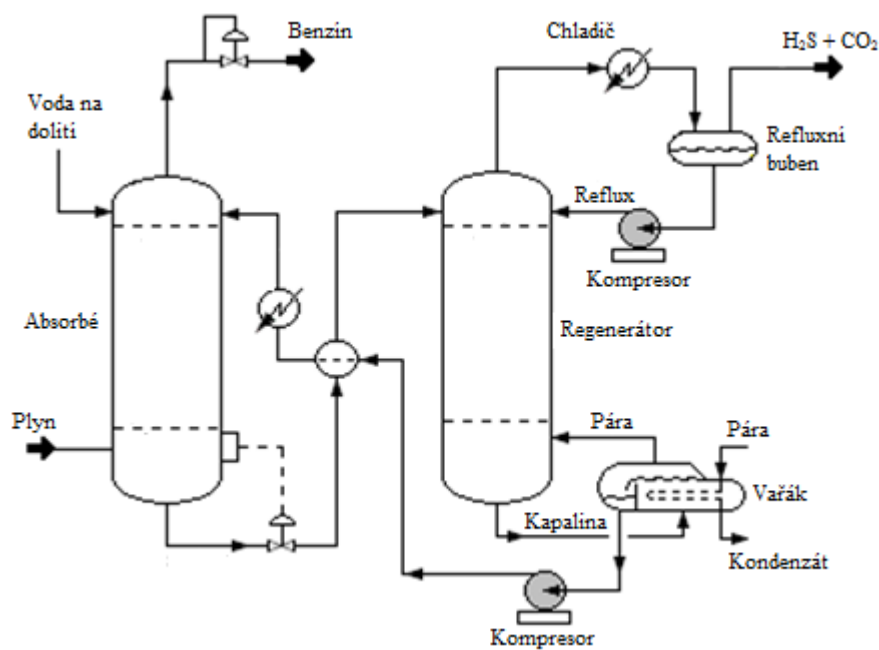 Benzín
Chladič
H₂S + CO₂
Voda na
dolití
Refluxní
buben
Reflux
Kompresor
Absorbé
Regenerátor
Plyn
Pára
Pára
Vařák
Kapalina
Kondenzát
Kompresor